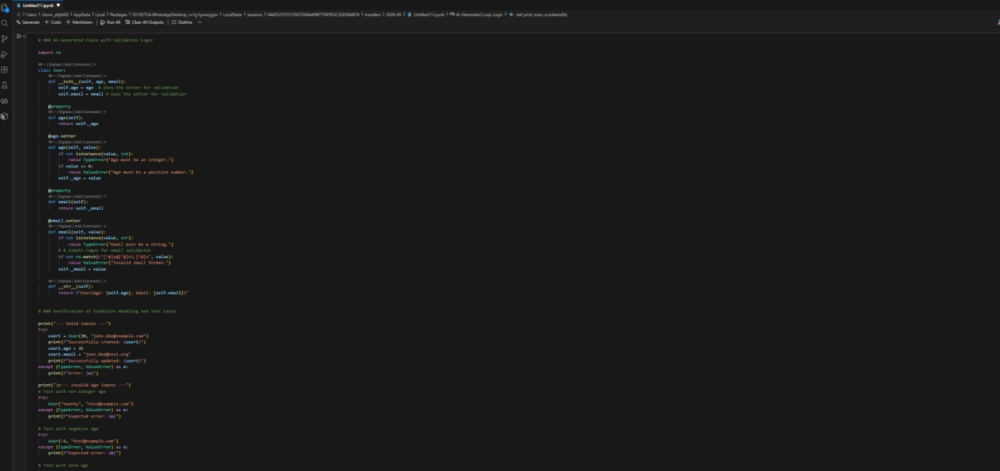 Untitled11.ipynb
C: > Users > > AppData > Local > Packages > > LocalState > sessions > > transfers > 2026-05 > Untitled11.ipynb > AI-Generated Loop Logic > def print_even_numbers(N):
Generate + Code + Markdown | Run All Clear All Outputs | Outline ...
# ### AI-Generated Class with Validation Logic
import re
| Explain | Add Comment | ×
class User:
| Explain | Add Comment | ×
def __init__(self, age, email):
self.age = age # Uses the setter for validation
self.email = email # Uses the setter for validation
@property
| Explain | Add Comment | ×
def age(self):
return self._age
@age.setter
| Explain | Add Comment | ×
def age(self, value):
if not isinstance(value, int):
raise TypeError("Age must be an integer.")
if value <= 0:
raise ValueError("Age must be a positive number.")
self._age = value
@property
| Explain | Add Comment | ×
def email(self):
return self._email
@email.setter
| Explain | Add Comment | ×
def email(self, value):
if not isinstance(value, str):
raise TypeError("Email must be a string.")
# A simple regex for email validation
if not re.match(r"[^@]+@[^@]+\.[^@]+", value):
raise ValueError("Invalid email format.")
self._email = value
| Explain | Add Comment | ×
def __str__(self):
return f"User(Age: {self.age}, Email: {self.email})"
# ### Verification of Condition Handling and Test Cases
print("--- Valid Inputs ---")
try:
user1 = User(30, "john.doe@example.com")
print(f"Successfully created: {user1}")
user1.age = 35
user1.email = "jane.doe@test.org"
print(f"Successfully updated: {user1}")
except (TypeError, ValueError) as e:
print(f"Error: {e}")
print("\n--- Invalid Age Inputs ---")
# Test with non-integer age
try:
User("twenty", "test@example.com")
except (TypeError, ValueError) as e:
print(f"Expected error: {e}")
# Test with negative age
try:
User(-5, "test@example.com")
except (TypeError, ValueError) as e:
print(f"Expected error: {e}")
# Test with zero age